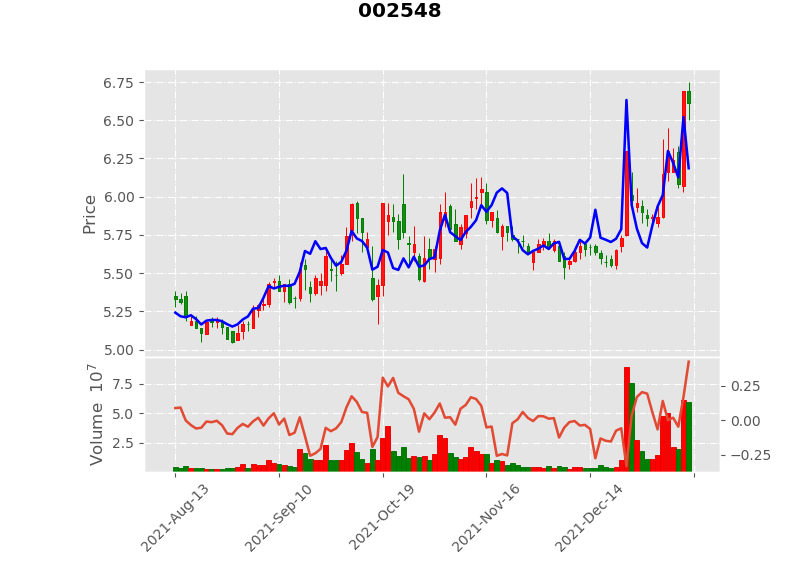 002548
6.75
6.50
6.25
6.00
5.75
5.50
5.25
5.00
Price
7.5
5.0
2.5
Volume 10^7
0.25
0.00
−0.25
2021-Aug-13
2021-Sep-10
2021-Oct-19
2021-Nov-16
2021-Dec-14